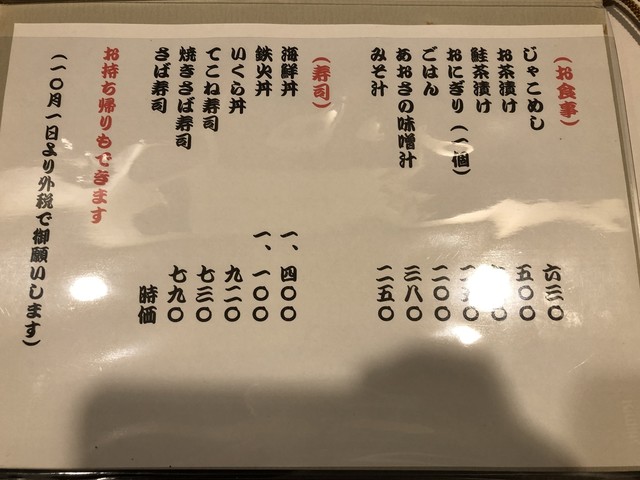 (お食事)
じゃこめし 六三〇
お茶漬け 五〇〇
鮭茶漬け
おにぎり(一個)
ごはん 二〇〇
あおさの味噌汁 三八〇
みそ汁 二五〇
(寿司)
海鮮丼 一、四〇〇
鉄火丼 一、一〇〇
いくら丼 九二〇
てこね寿司 七三〇
焼きさば寿司 七九〇
さば寿司 時価
お持ち帰りもできます
(一〇月一日より外税で御願いします)